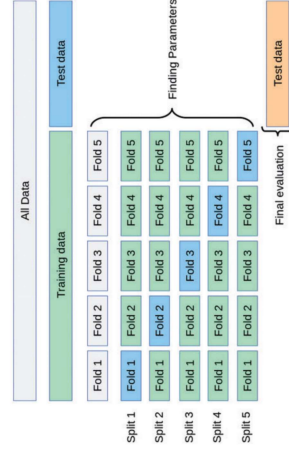 All Data
Training data Test data
Fold 1 Fold 2 Fold 3 Fold 4 Fold 5
Split 1 Fold 1 Fold 2 Fold 3 Fold 4 Fold 5
Split 2 Fold 1 Fold 2 Fold 3 Fold 4 Fold 5
Split 3 Fold 1 Fold 2 Fold 3 Fold 4 Fold 5
Split 4 Fold 1 Fold 2 Fold 3 Fold 4 Fold 5
Split 5 Fold 1 Fold 2 Fold 3 Fold 4 Fold 5
Finding Parameters
Final evaluation Test data